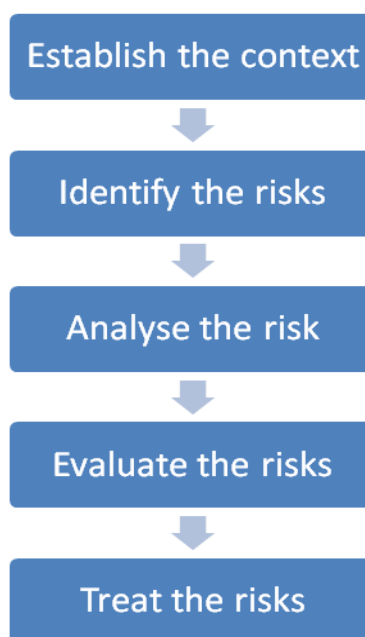 Establish the context
Identify the risks
Analyse the risk
Evaluate the risks
Treat the risks